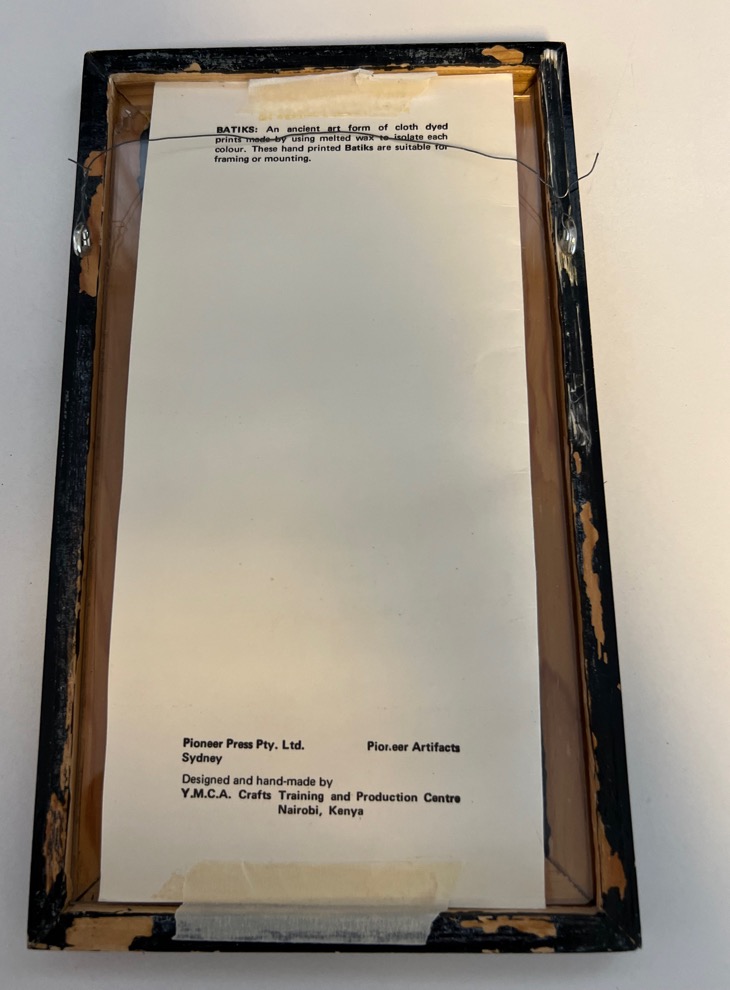 BATIKS: An ancient art form of cloth dyed
prints made by using melted wax to isolate each
colour. These hand printed Batiks are suitable for
framing or mounting.
Pioneer Press Pty. Ltd. Pioneer Artifacts
Sydney
Designed and hand-made by
Y.M.C.A. Crafts Training and Production Centre
Nairobi, Kenya